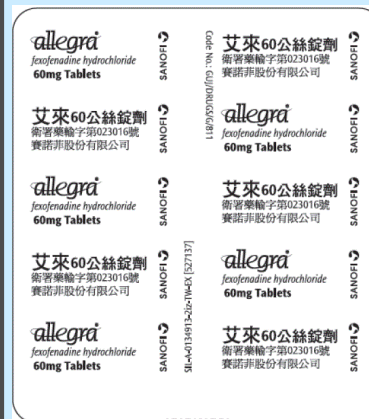 allegra
fexofenadine hydrochloride
60mg Tablets
SANOFI
Code No.: GUJ/DRUGS/G/811
艾來60公絲錠劑
衛署藥輸字第023016號
賽諾菲股份有限公司
SANOFI
艾來60公絲錠劑
衛署藥輸字第023016號
賽諾菲股份有限公司
SANOFI
allegra
fexofenadine hydrochloride
60mg Tablets
SANOFI
allegra
fexofenadine hydrochloride
60mg Tablets
SANOFI
艾來60公絲錠劑
衛署藥輸字第023016號
賽諾菲股份有限公司
SANOFI
艾來60公絲錠劑
衛署藥輸字第023016號
賽諾菲股份有限公司
SANOFI
allegra
fexofenadine hydrochloride
60mg Tablets
SANOFI
allegra
fexofenadine hydrochloride
60mg Tablets
SANOFI
艾來60公絲錠劑
衛署藥輸字第023016號
賽諾菲股份有限公司
SANOFI